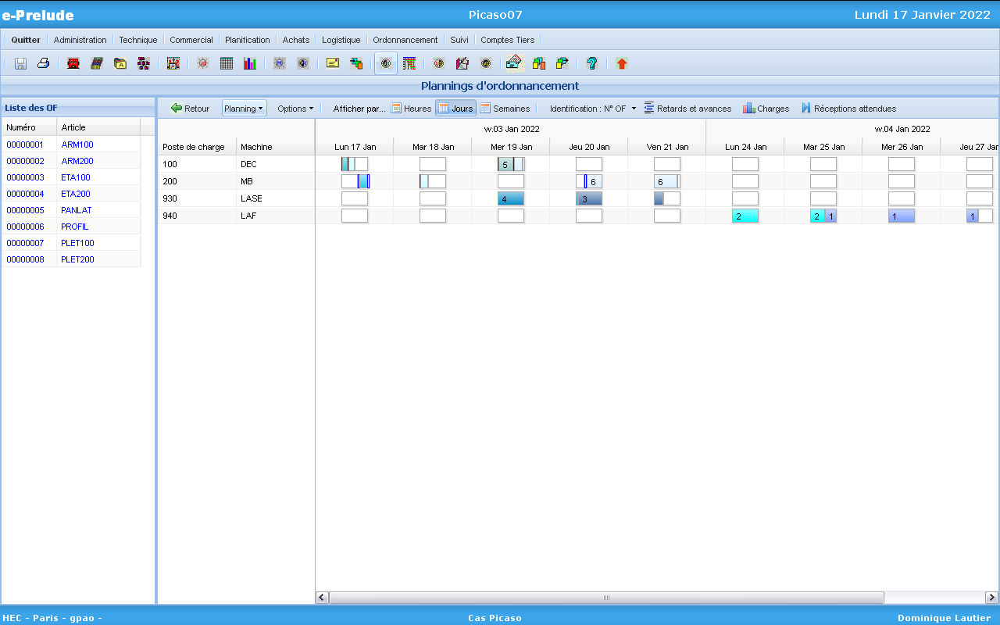 e-Prelude Picaso07 Lundi 17 Janvier 2022
Quitter Administration Technique Commercial Planification Achats Logistique Ordonnancement Suivi Comptes Tiers
Plannings d'ordonnancement
Liste des OF
Retour Planning Options Afficher par... Heures Jours Semaines Identification : N° OF Retards et avances Charges Réceptions attendues
Numéro Article
00000001 ARM100
00000002 ARM200
00000003 ETA100
00000004 ETA200
00000005 PANLAT
00000006 PROFIL
00000007 PLET100
00000008 PLET200
w.03 Jan 2022 w.04 Jan 2022
Poste de charge Machine Lun 17 Jan Mar 18 Jan Mer 19 Jan Jeu 20 Jan Ven 21 Jan Lun 24 Jan Mar 25 Jan Mer 26 Jan Jeu 27 Jan
100 DEC 5
200 MB 6 6
930 LASE 4 3
940 LAF 2 2 1 1 1
HEC - Paris - gpao - Cas Picaso Dominique Lautier